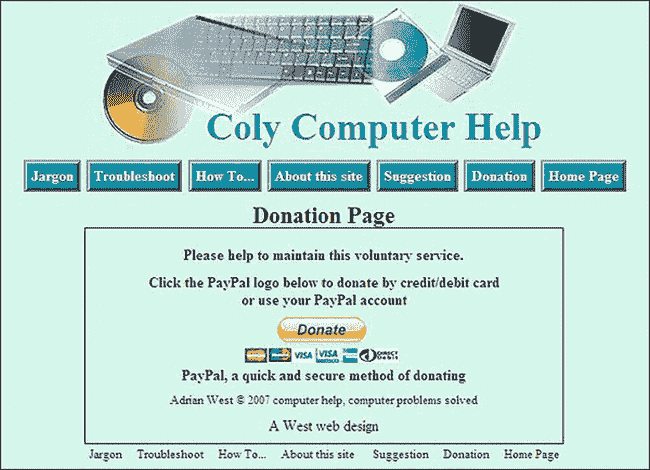 Coly Computer Help
Jargon Troubleshoot How To... About this site Suggestion Donation Home Page
Donation Page
Please help to maintain this voluntary service.
Click the PayPal logo below to donate by credit/debit card
or use your PayPal account
Donate
VISA VISA DIRECT Debit
PayPal, a quick and secure method of donating
Adrian West © 2007 computer help, computer problems solved
A West web design
Jargon Troubleshoot How To... About this site Suggestion Donation Home Page